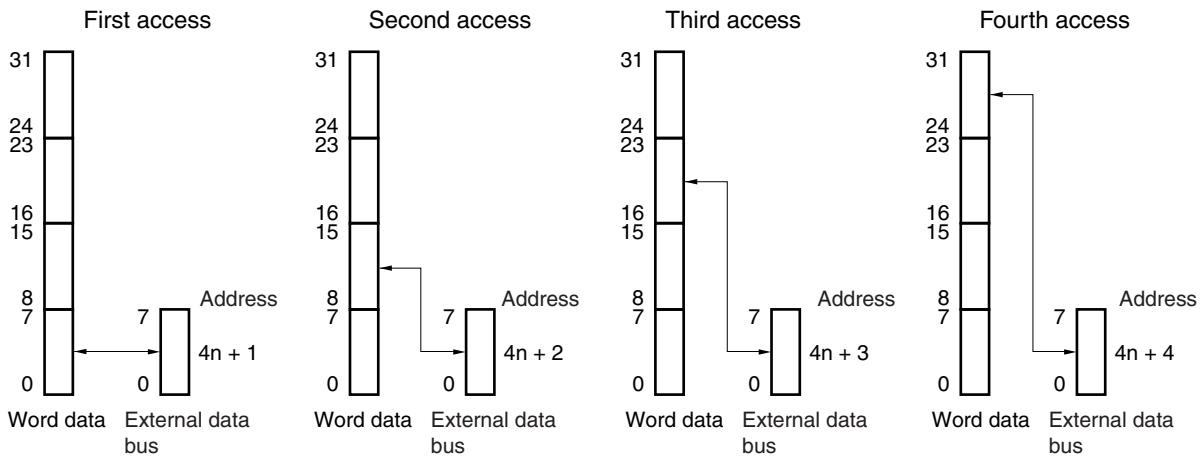 First access
31
24
23
16
15
8
7
0
Word data
Address
7
4n + 1
0
External data
bus
Second access
31
24
23
16
15
8
7
0
Word data
Address
7
4n + 2
0
External data
bus
Third access
31
24
23
16
15
8
7
0
Word data
Address
7
4n + 3
0
External data
bus
Fourth access
31
24
23
16
15
8
7
0
Word data
Address
7
4n + 4
0
External data
bus